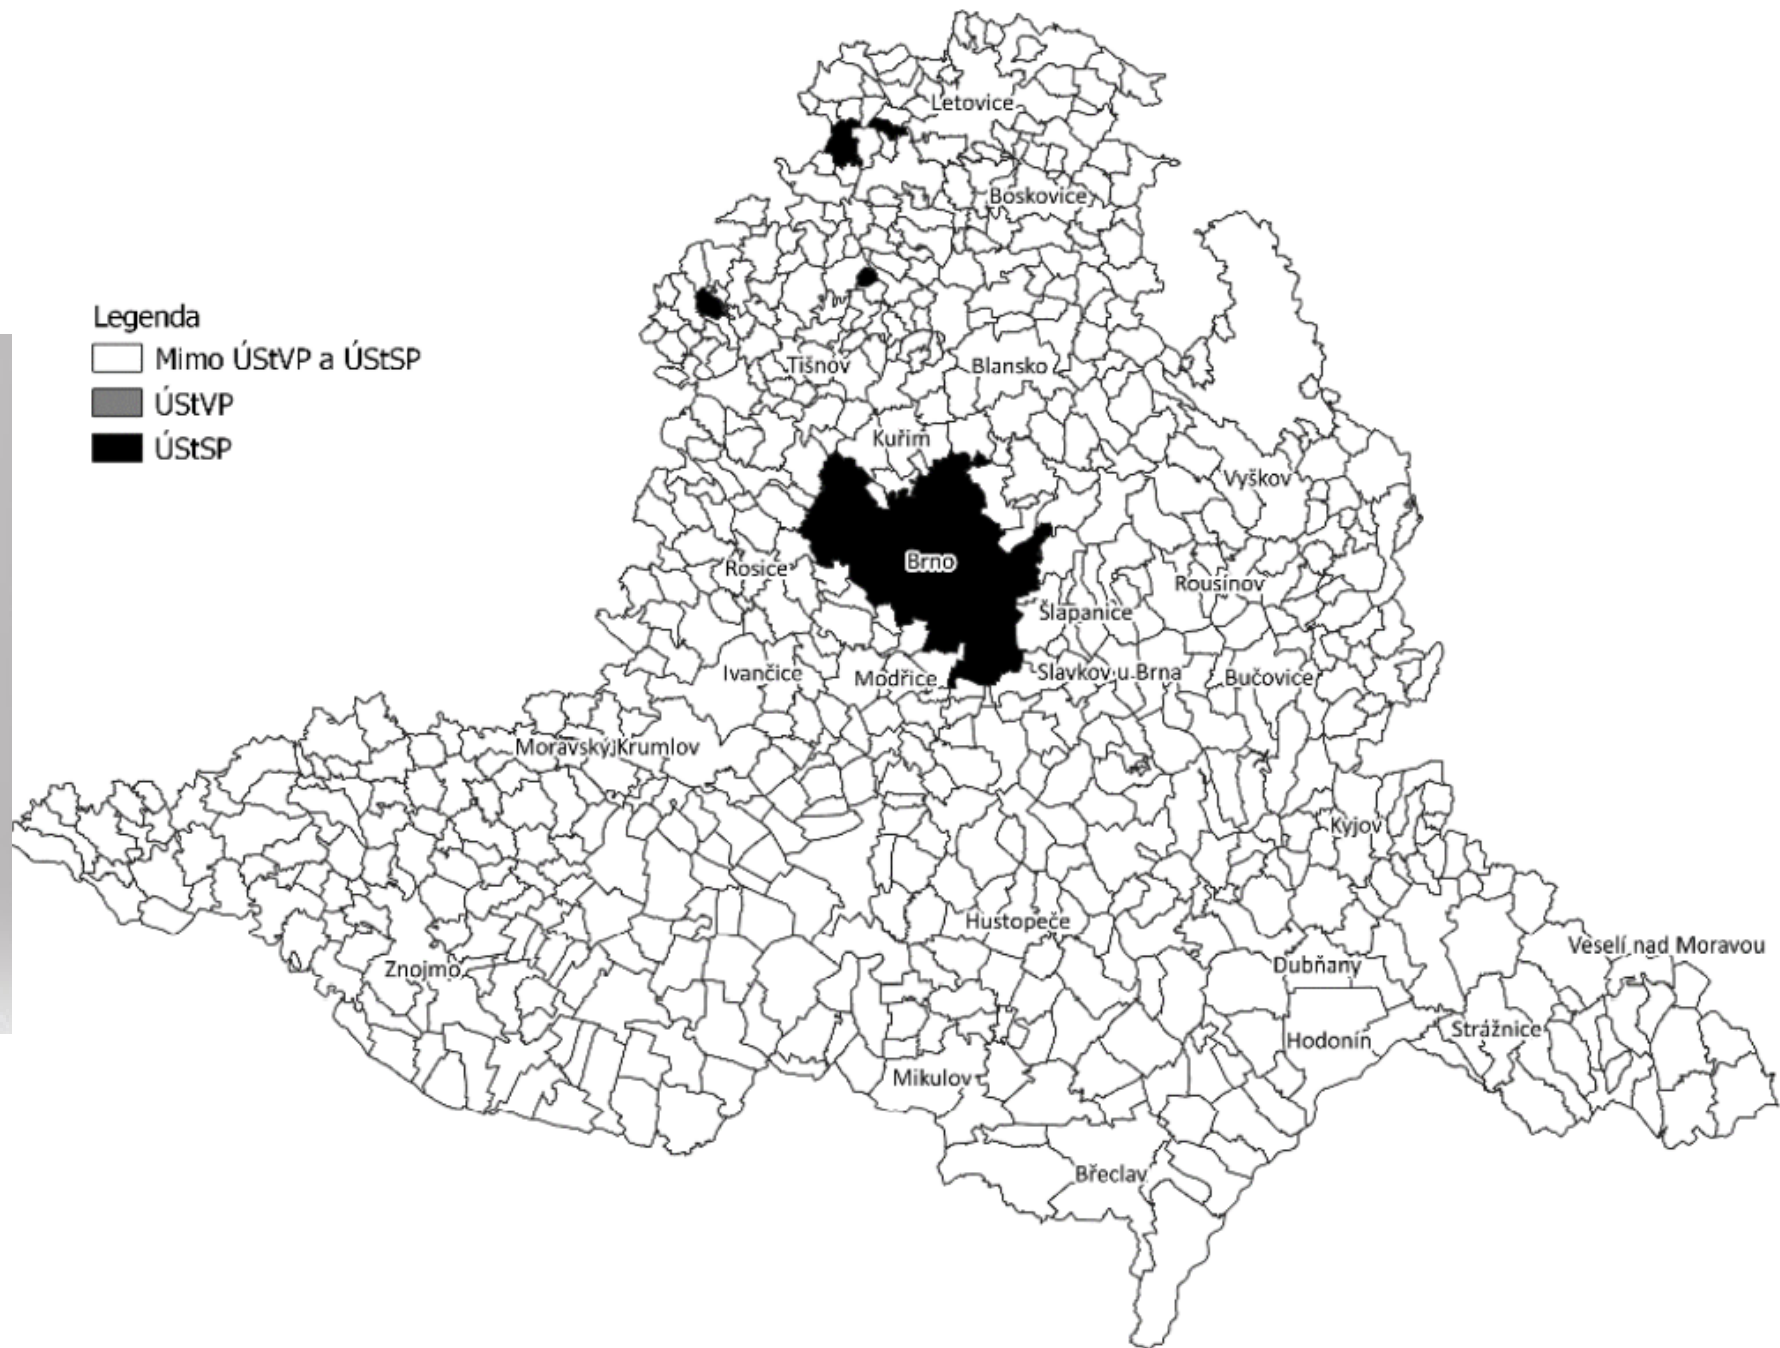 Letovice
Boskovice
Legenda
Mimo ÚStVP a ÚStSP
ÚStVP
ÚStSP
Tišnov
Blansko
Kuřim
Vyškov
Brno
Rosice
Rousínov
Šlapanice
Ivančice
Modřice
Slavkov u Brna
Bučovice
Moravský Krumlov
Kyjov
Hustopeče
Veselí nad Moravou
Znojmo
Dubňany
Strážnice
Hodonín
Mikulov
Břeclav